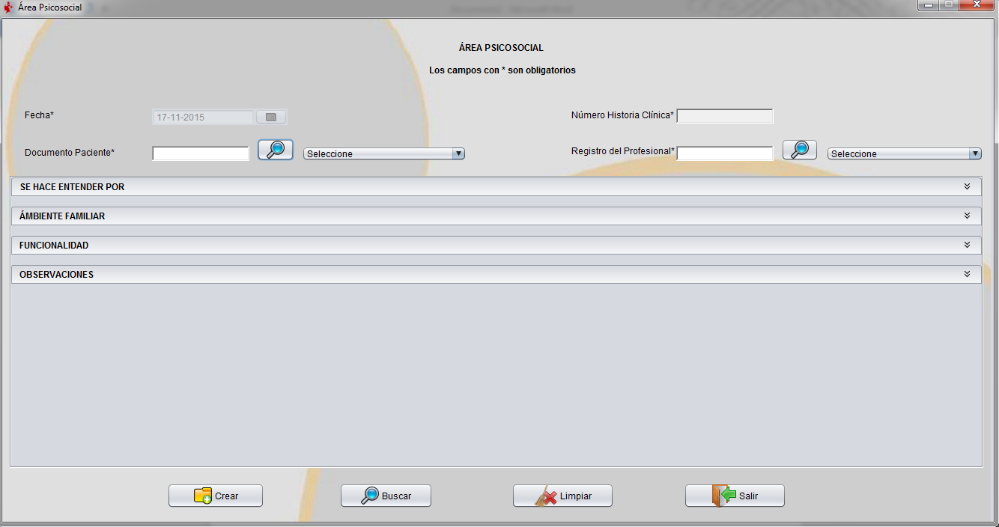 Área Psicosocial
ÁREA PSICOSOCIAL
Los campos con * son obligatorios
Fecha*
17-11-2015
Número Historia Clínica*
Documento Paciente*
Seleccione
Registro del Profesional*
Seleccione
SE HACE ENTENDER POR
ÁMBIENTE FAMILIAR
FUNCIONALIDAD
OBSERVACIONES
Crear
Buscar
Limpiar
Salir